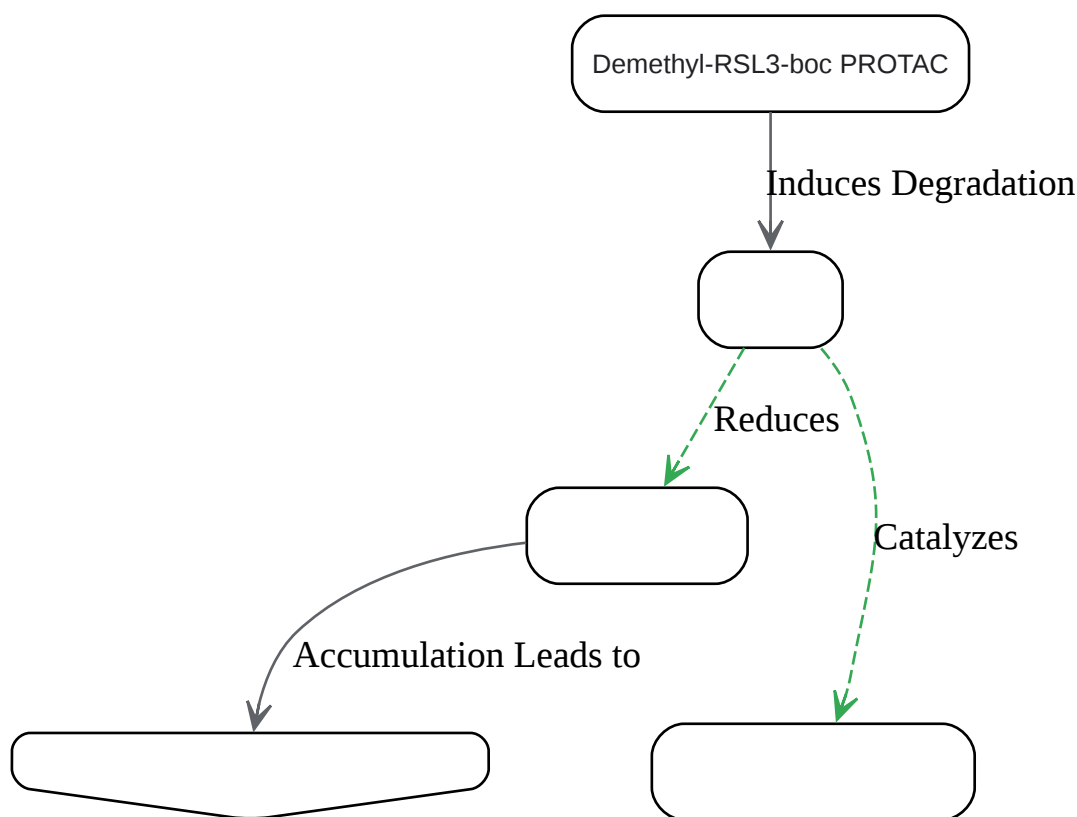 Demethyl-RSL3-boc PROTAC
Induces Degradation
Reduces
Catalyzes
Accumulation Leads to